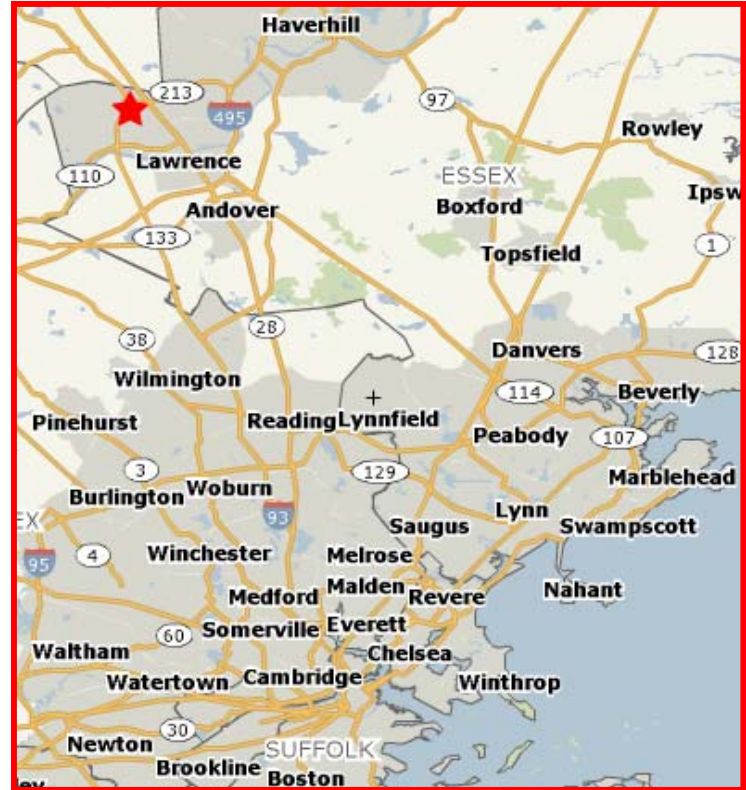 Haverhill
213
97
495
Rowley
Lawrence
110
ESSEX
Ipsw
Andover
Boxford
133
1
Topsfield
28
38
Danvers
128
Wilmington
114
Beverly
Pinehurst
Reading
Lynnfield
Peabody
107
3
129
Marblehead
Burlington
Woburn
Lynn
93
Saugus
Swampscott
EX
4
Winchester
Melrose
95
Malden
Nahant
Medford
Revere
Somerville
Everett
60
Waltham
Chelsea
Watertown
Cambridge
Winthrop
30
Newton
SUFFOLK
Brookline
Boston